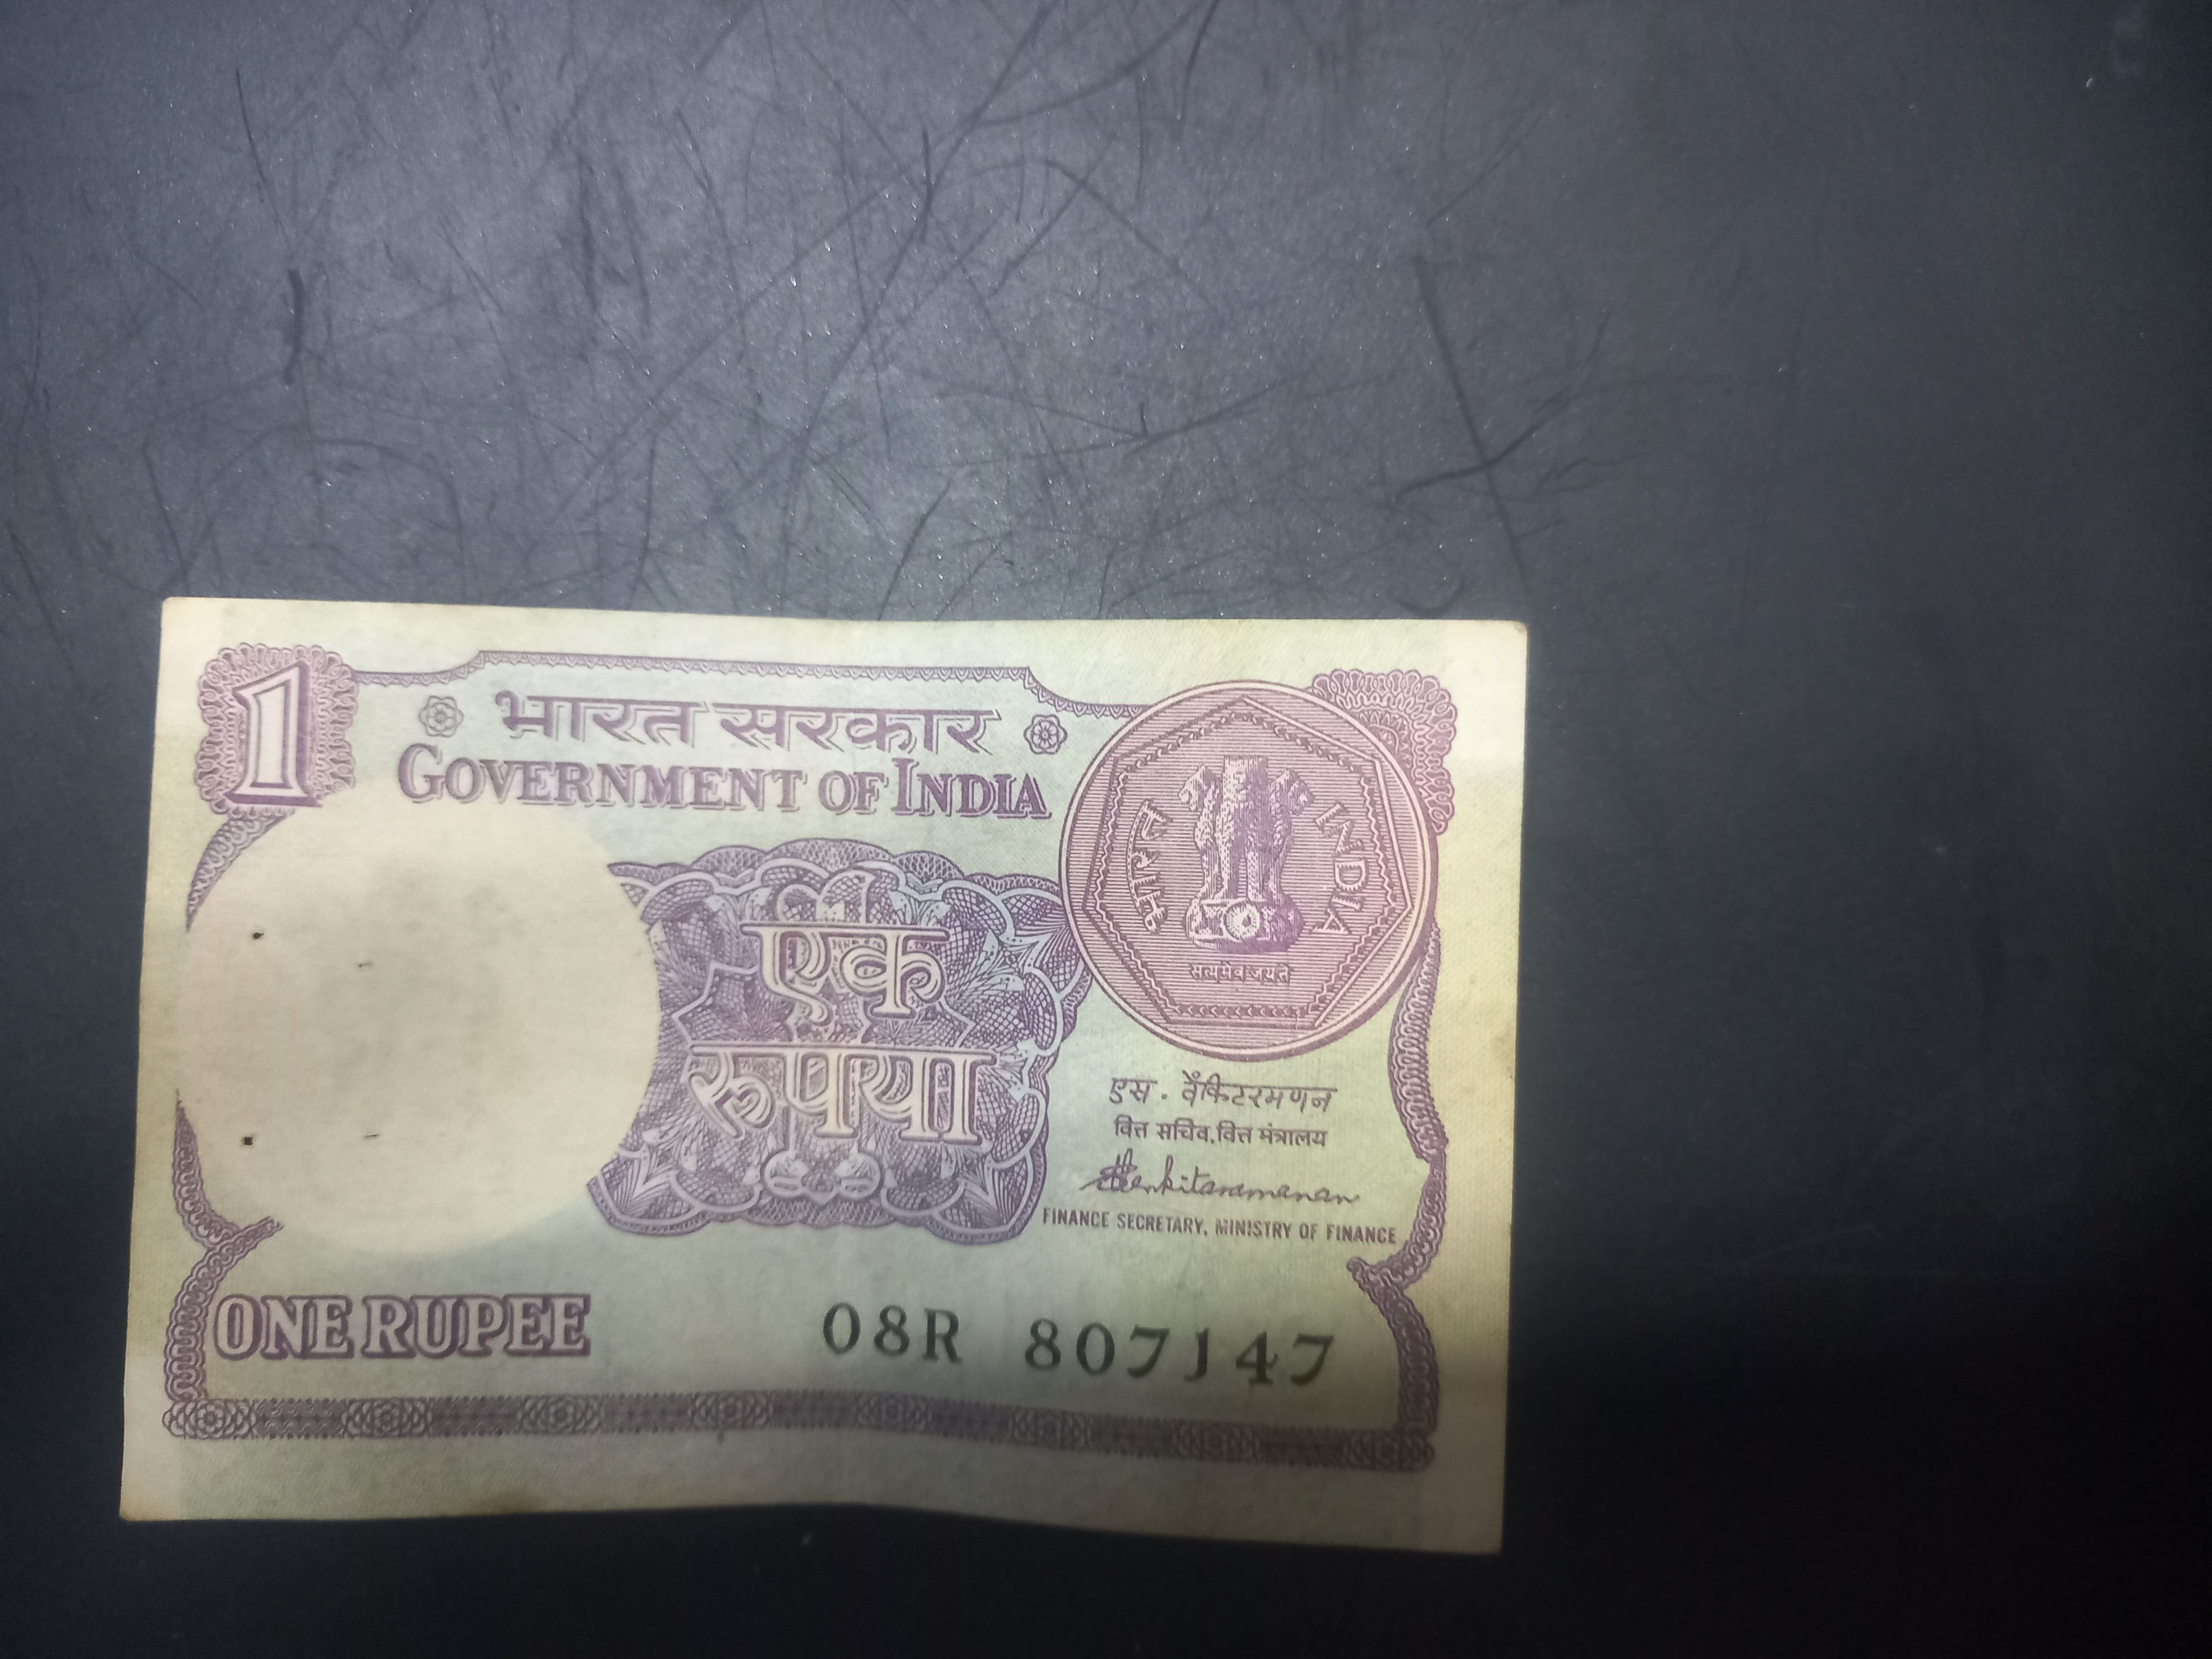 1
भारत सरकार
GOVERNMENT OF INDIA
भारत
INDIA
सत्यमेव जयते
एक
रूपया
एस. वेंकिटरमणन
वित्त सचिव, वित्त मंत्रालय
Venkitaramanan
FINANCE SECRETARY, MINISTRY OF FINANCE
ONE RUPEE
08R 807147